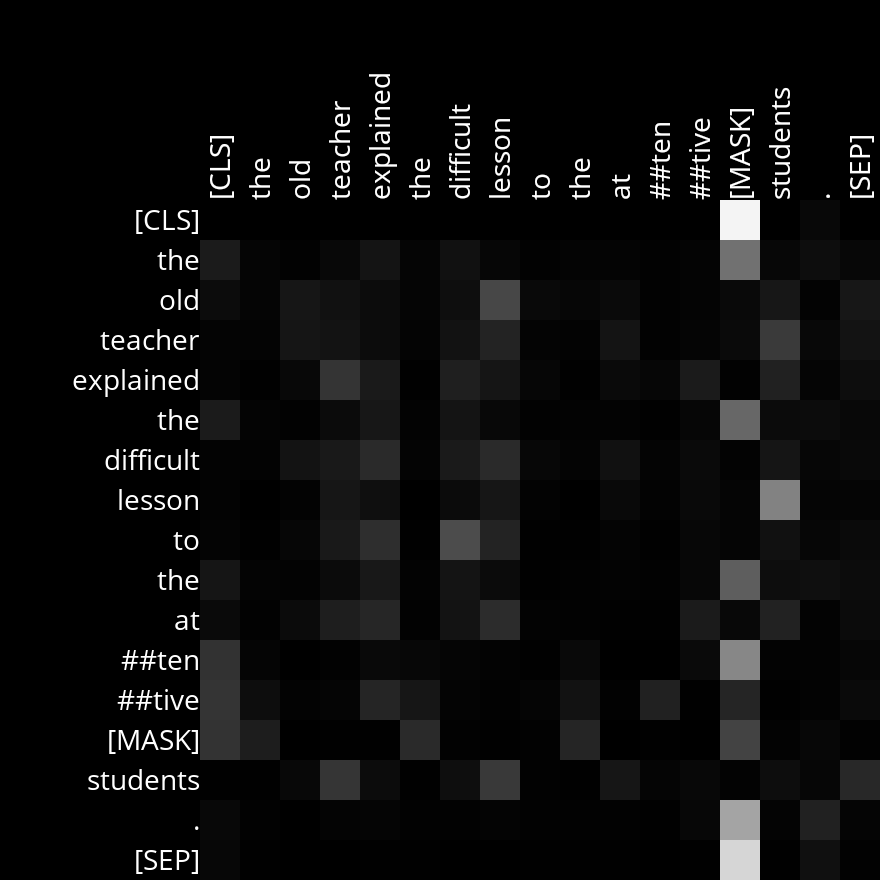 [CLS] the old teacher explained the difficult lesson to the at ##ten ##tive [MASK] students . [SEP]
[CLS]
the
old
teacher
explained
the
difficult
lesson
to
the
at
##ten
##tive
[MASK]
students
.
[SEP]